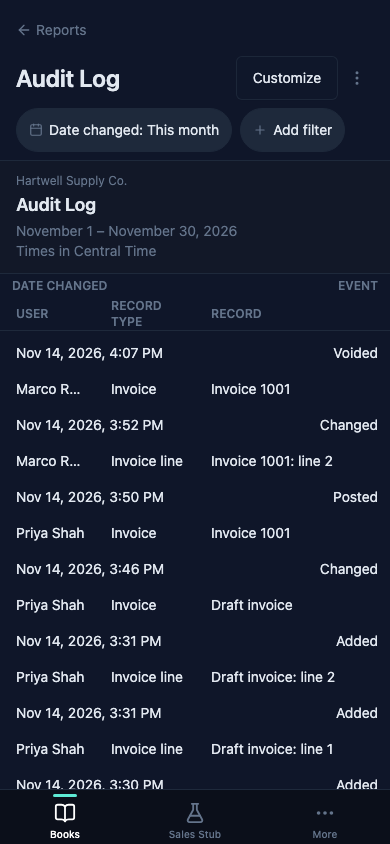 Reports
Audit Log
Customize
Date changed: This month
Add filter
Hartwell Supply Co.
Audit Log
November 1 – November 30, 2026
Times in Central Time
DATE CHANGED EVENT
USER RECORD TYPE RECORD
Nov 14, 2026, 4:07 PM Voided
Marco R... Invoice Invoice 1001
Nov 14, 2026, 3:52 PM Changed
Marco R... Invoice line Invoice 1001: line 2
Nov 14, 2026, 3:50 PM Posted
Priya Shah Invoice Invoice 1001
Nov 14, 2026, 3:46 PM Changed
Priya Shah Invoice Draft invoice
Nov 14, 2026, 3:31 PM Added
Priya Shah Invoice line Draft invoice: line 2
Nov 14, 2026, 3:31 PM Added
Priya Shah Invoice line Draft invoice: line 1
Nov 14, 2026, 3:30 PM Added
Books Sales Stub More